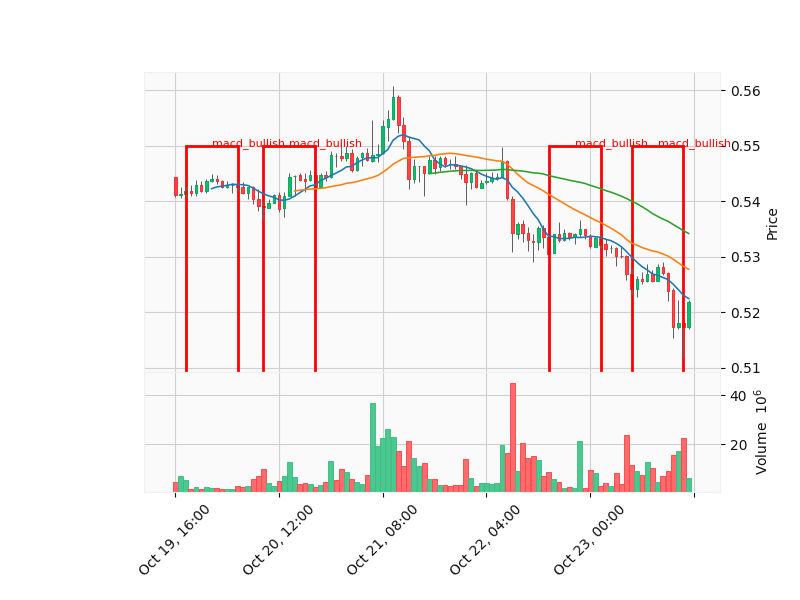 0.56
macd_bullish macd_bullish macd_bullish macd_bullish 0.55
0.54
Price
0.53
0.52
0.51
40
20
Volume 10^6
Oct 19, 16:00
Oct 20, 12:00
Oct 21, 08:00
Oct 22, 04:00
Oct 23, 00:00